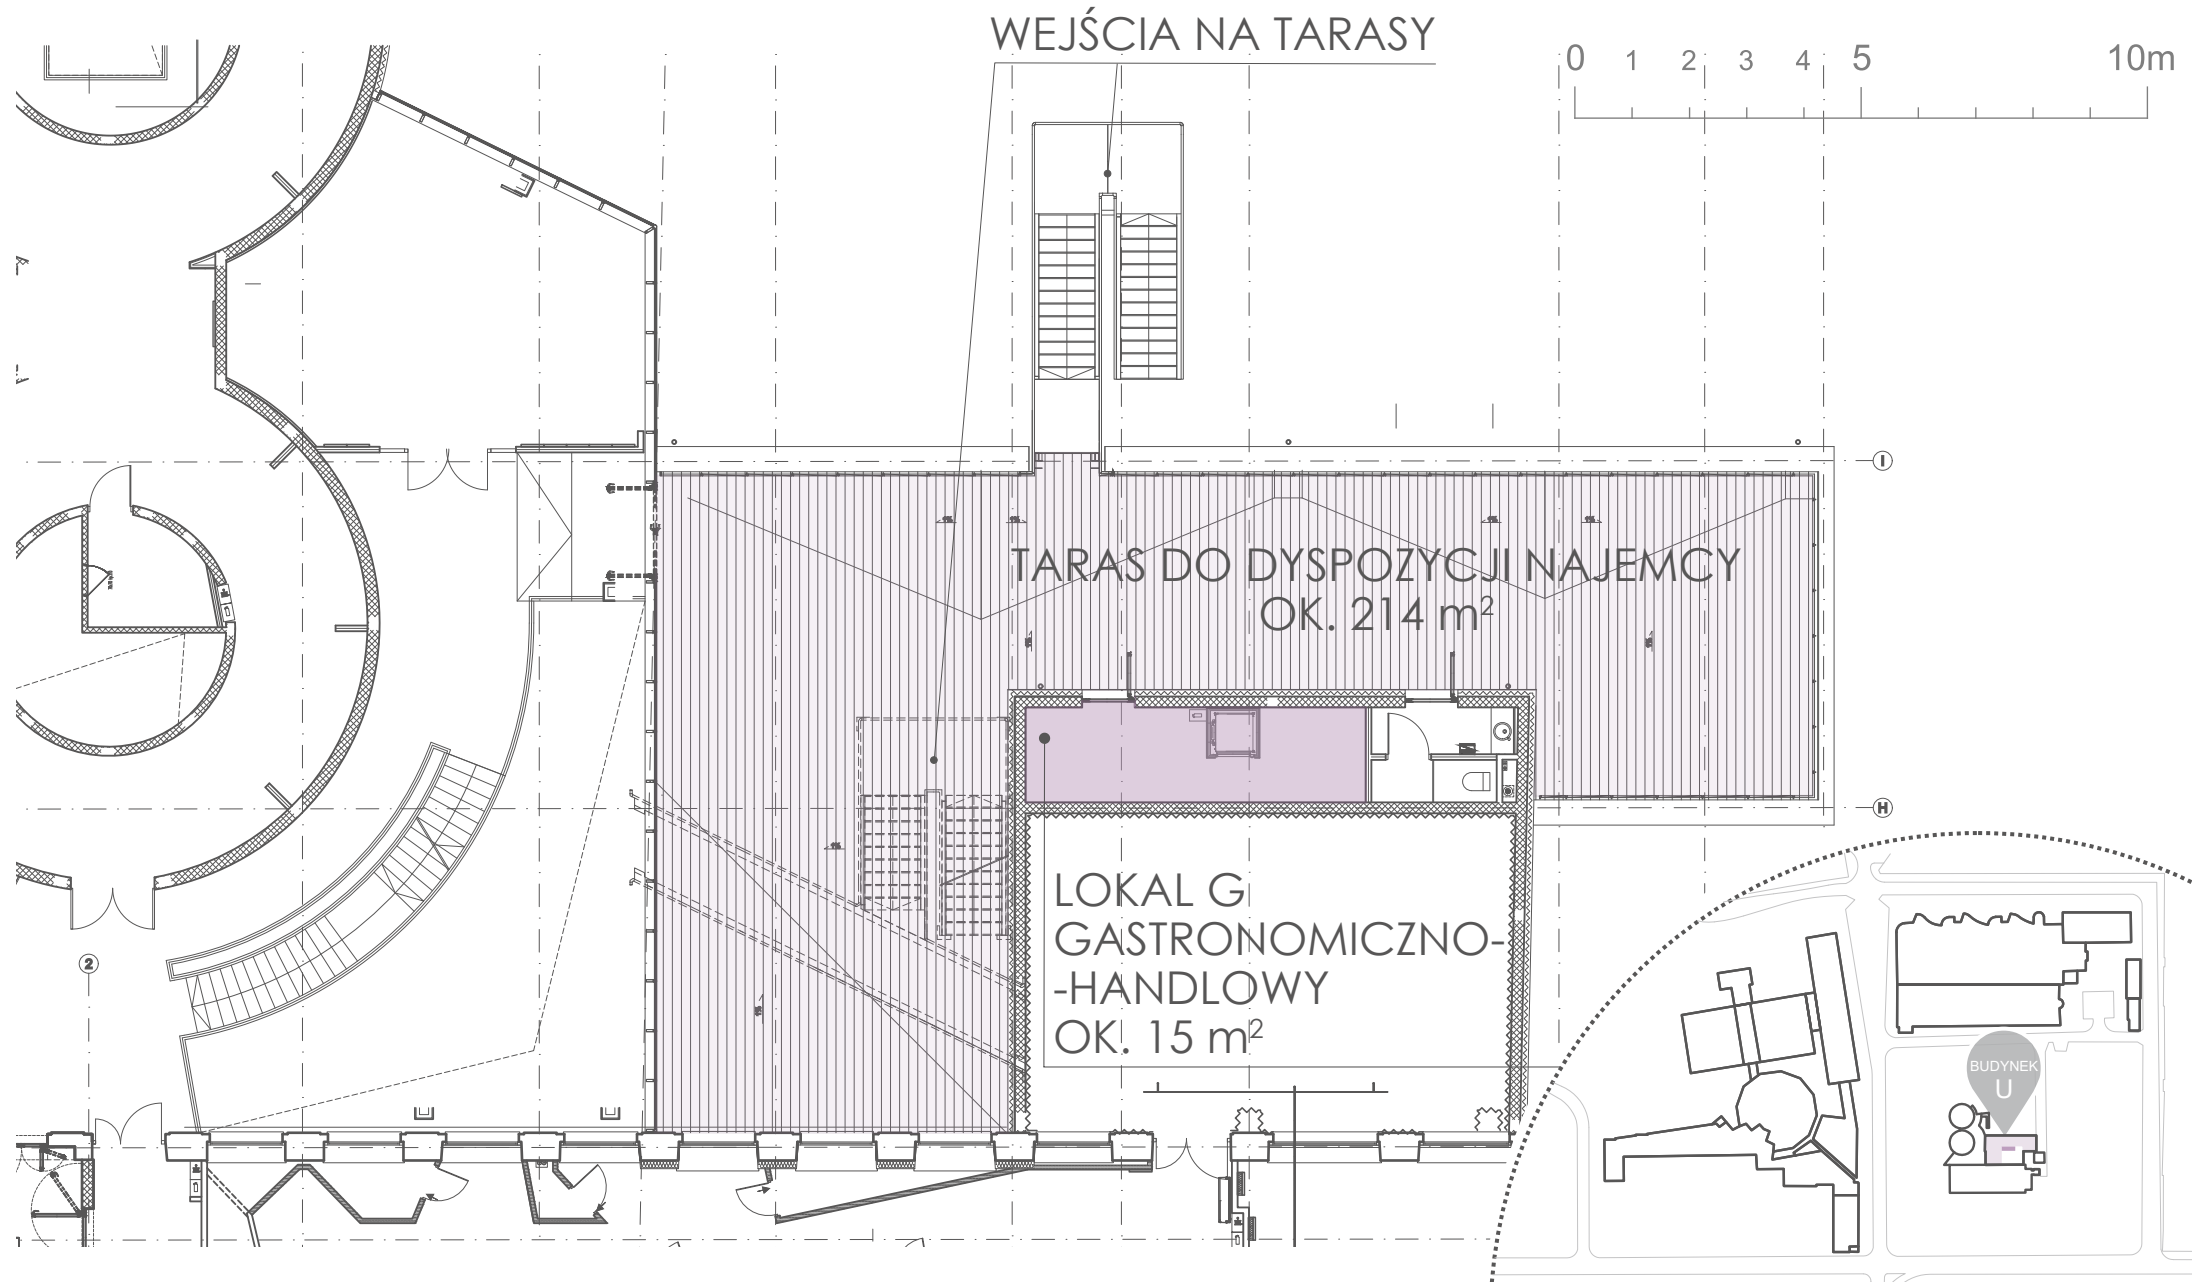 WEJŚCIA NA TARASY
0 1 2 3 4 5 10m
I
TARAS DO DYSPOZYCJI NAJEMCY
OK. 214 m²
H
LOKAL G
GASTRONOMICZNO-
-HANDLOWY
OK. 15 m²
2
BUDYNEK
U